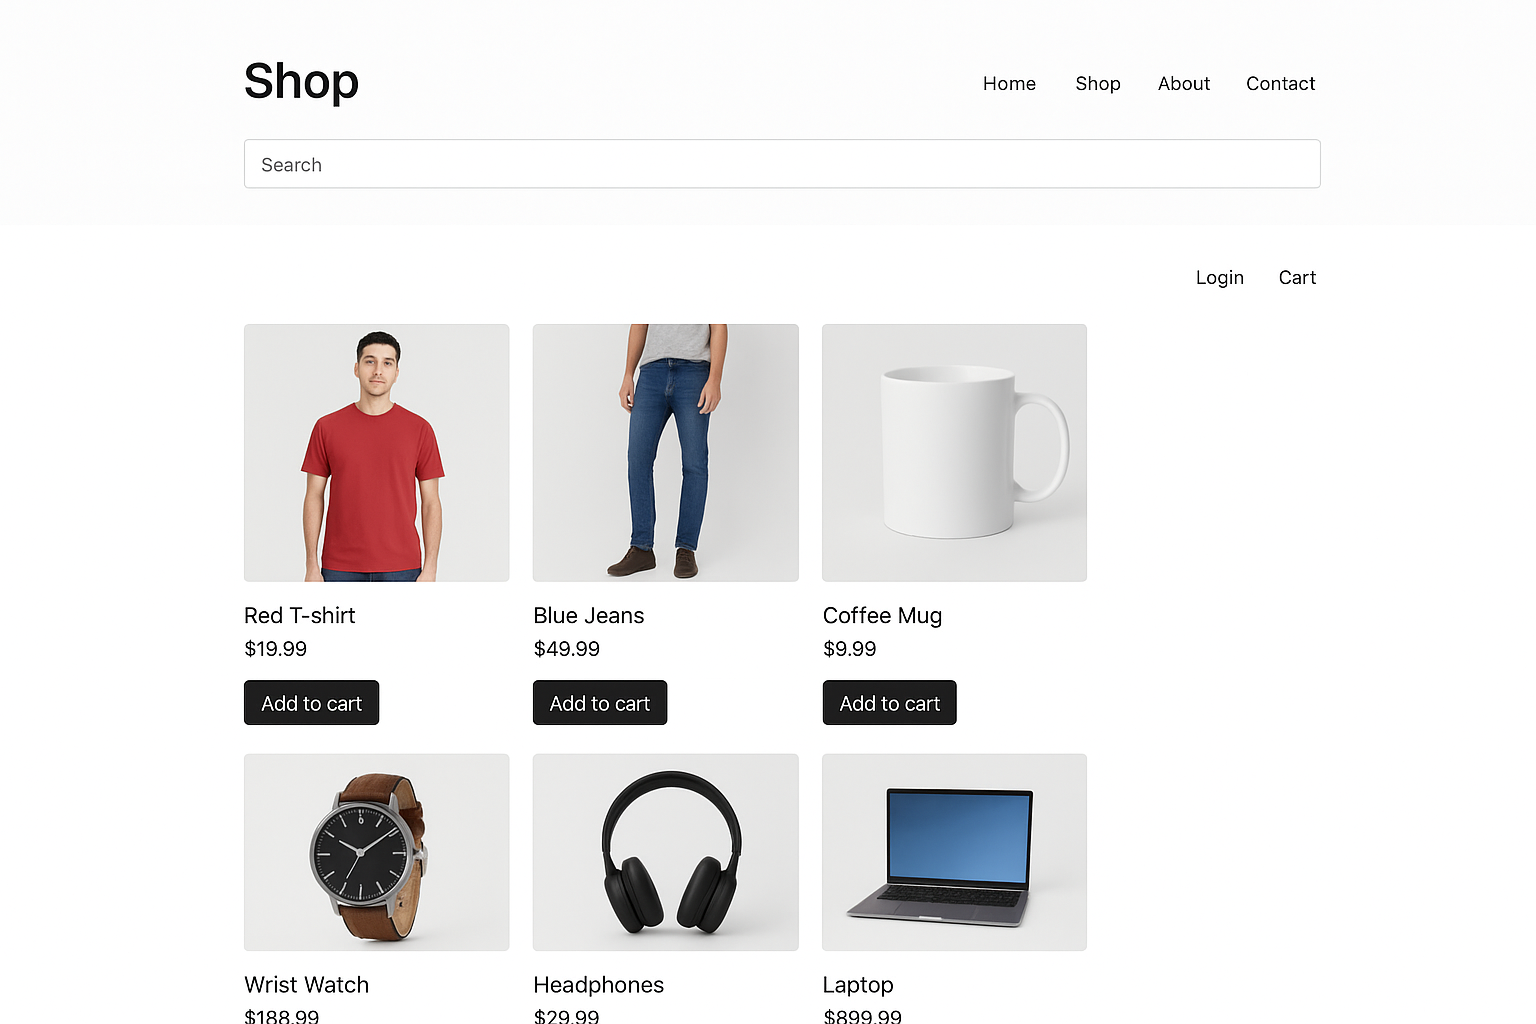 Shop
Home Shop About Contact
Search
Login Cart
Red T-shirt Blue Jeans Coffee Mug
$19.99 $49.99 $9.99
Add to cart Add to cart Add to cart
Wrist Watch Headphones Laptop
$188.99 $29.99 $899.99